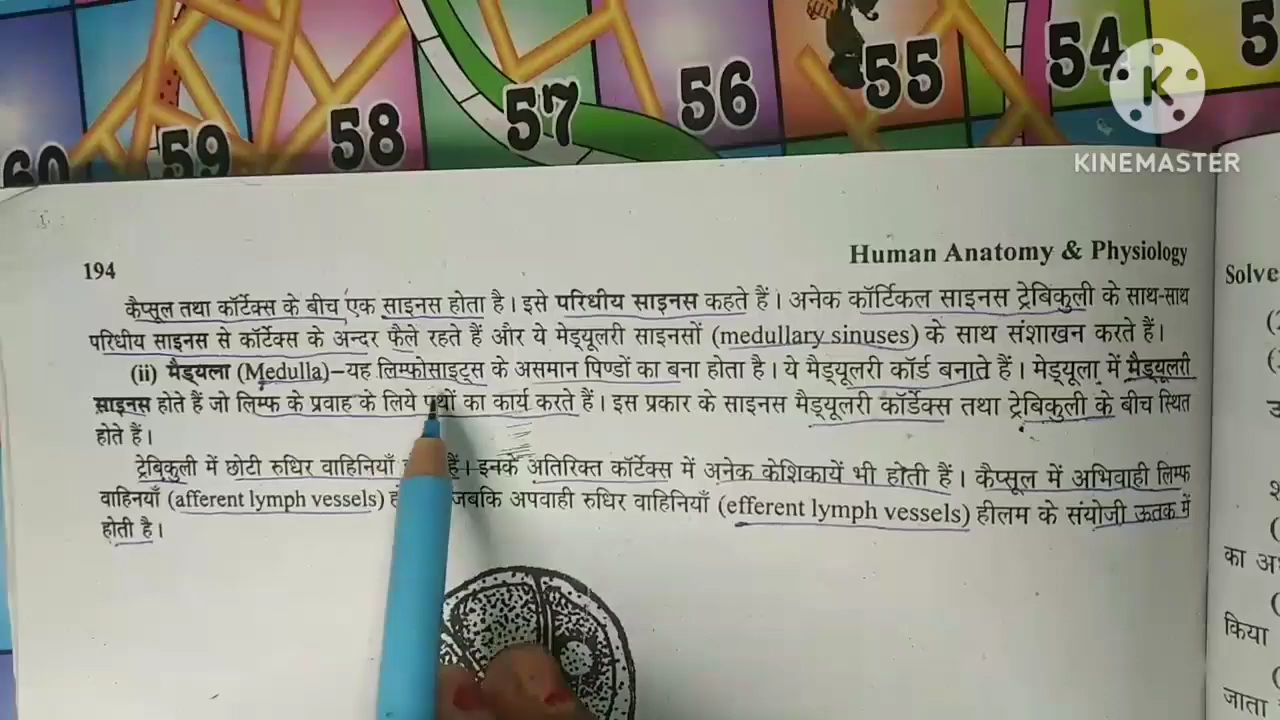 60 59 58 57 56 55 54 5
KINEMASTER
194
Human Anatomy & Physiology
कैप्सूल तथा कॉर्टेक्स के बीच एक साइनस होता है। इसे परिधीय साइनस कहते हैं। अनेक कॉर्टिकल साइनस ट्रेबिकुली के साथ-साथ
परिधीय साइनस से कॉर्टेक्स के अन्दर फैले रहते हैं और ये मेड्यूलरी साइनसों (medullary sinuses) के साथ संशाखन करते हैं।
(ii) मैड्यला (Medulla)–यह लिम्फोसाइट्स के असमान पिण्डों का बना होता है। ये मैड्यूलरी कॉर्ड बनाते हैं। मेड्यूला में मैड्यूलरी
साइनस होते हैं जो लिम्फ के प्रवाह के लिये पथों का कार्य करते हैं। इस प्रकार के साइनस मैड्यूलरी कॉर्डेक्स तथा ट्रेबिकुली के बीच स्थित
होते हैं।
ट्रेबिकुली में छोटी रुधिर वाहिनियाँ हैं। इनके अतिरिक्त कॉर्टेक्स में अनेक केशिकायें भी होती हैं। कैप्सूल में अभिवाही लिम्फ
वाहिनयाँ (afferent lymph vessels) जबकि अपवाही रुधिर वाहिनियाँ (efferent lymph vessels) हीलम के संयोजी ऊतक में
होती है।
Solve
का
किया
जाता